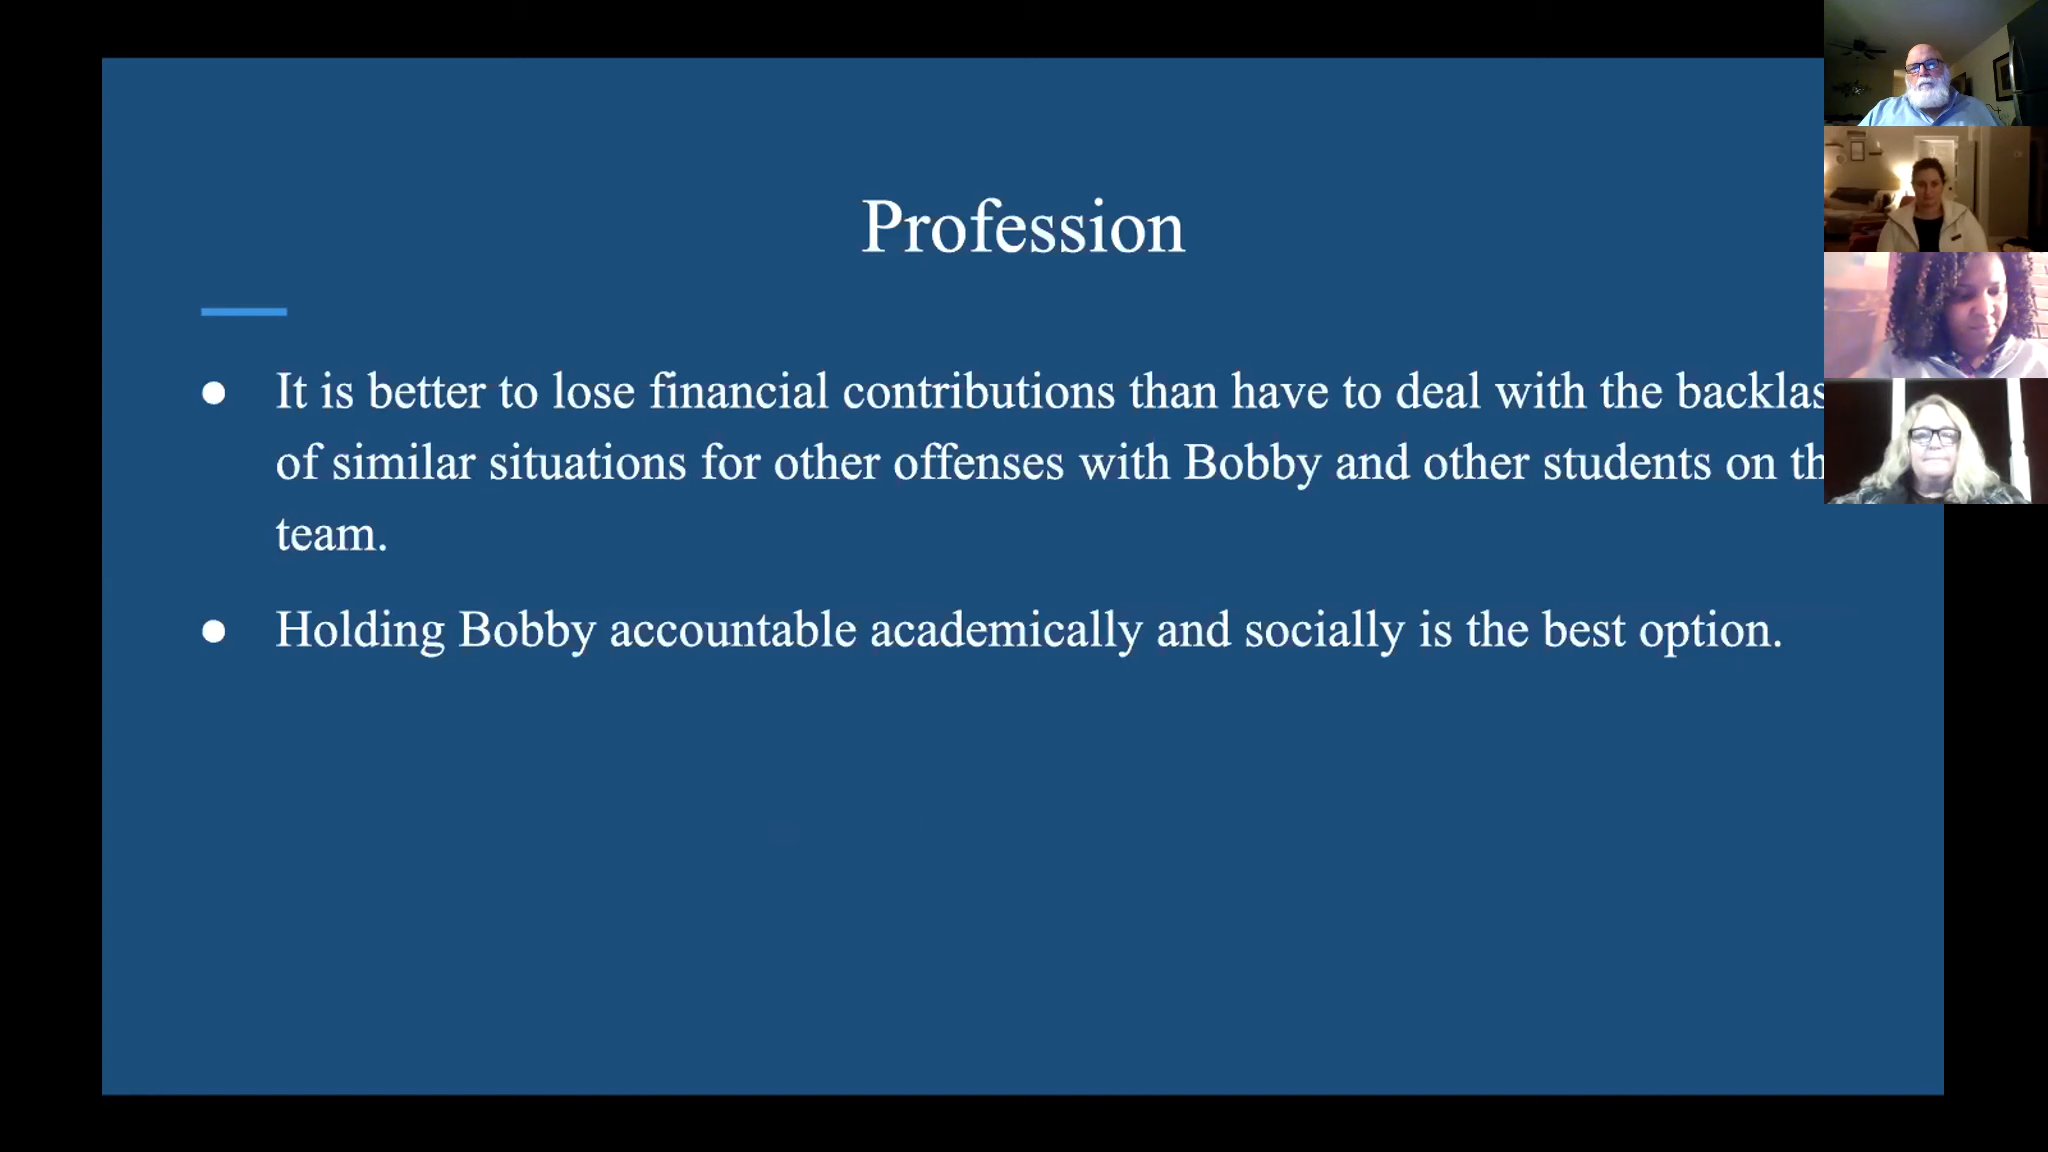 Profession
● It is better to lose financial contributions than have to deal with the backlas
of similar situations for other offenses with Bobby and other students on th
team.
● Holding Bobby accountable academically and socially is the best option.